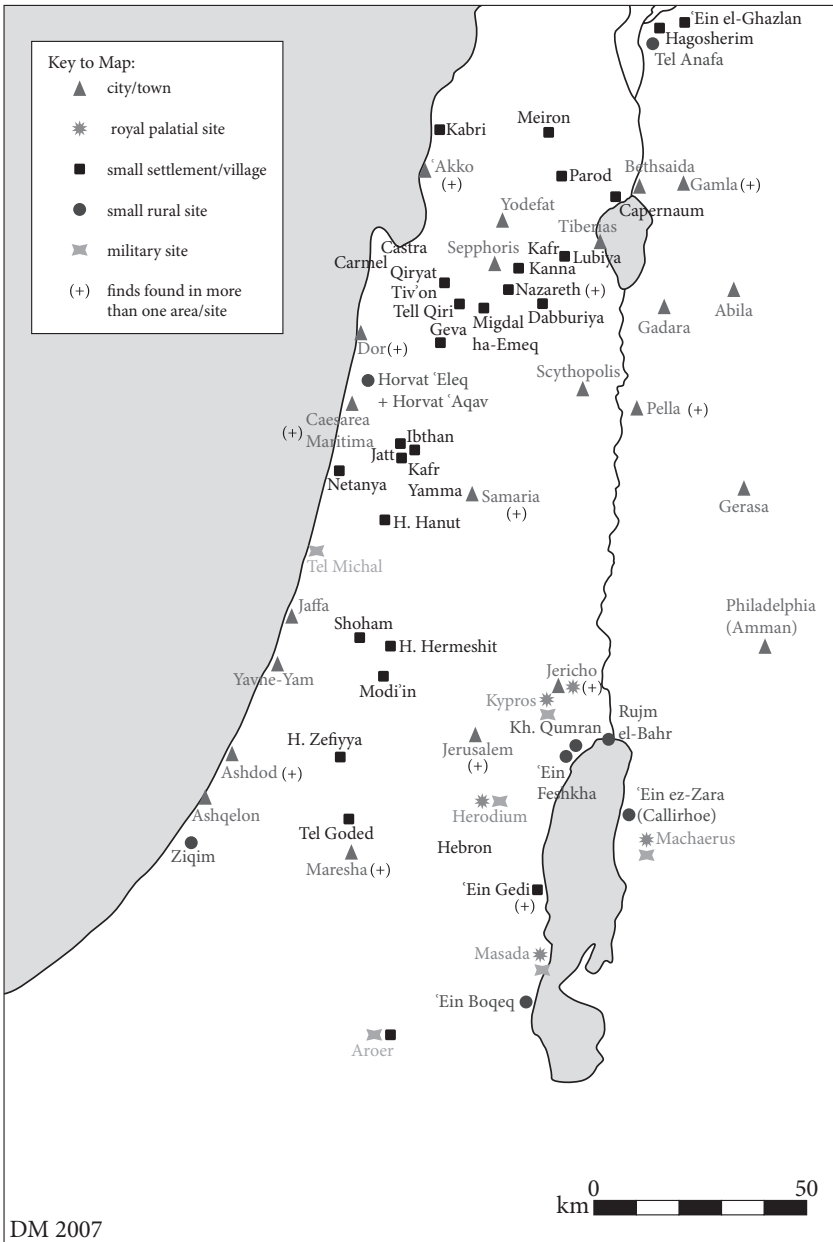 Key to Map:
city/town
royal palatial site
small settlement/village
small rural site
military site
(+) finds found in more
than one area/site
ʿEin el-Ghazlan
Hagosherim
Tel Anafa
Kabri
Meiron
ʿAkko
(+)
Parod
Bethsaida
Gamla (+)
Capernaum
Yodefat
Tiberias
Castra
Carmel
Sepphoris
Kafr
Kanna
Lubiya
Qiryat
Tivʿon
Nazareth (+)
Tell Qiri
Geva
Migdal
ha-Emeq
Dabburiya
Abila
Gadara
Dor (+)
Scythopolis
Horvat ʿEleq
+ Horvat ʿAqav
Pella (+)
(+) Caesarea
Maritima
Ibthan
Jatt
Kafr
Yamma
Netanya
Samaria
(+)
Gerasa
H. Hanut
Tel Michal
Jaffa
Philadelphia
(Amman)
Shoham
H. Hermeshit
Yavne-Yam
Modiʿin
Jericho
(+)
Kypros
Kh. Qumran
Rujm
el-Bahr
H. Zefiyya
Jerusalem
(+)
Ashdod (+)
ʿEin
Feshkha
Ashqelon
Herodium
ʿEin ez-Zara
(Callirhoe)
Tel Goded
Machaerus
Ziqim
Hebron
Maresha (+)
ʿEin Gedi
(+)
Masada
ʿEin Boqeq
Aroer
0 50
km
DM 2007